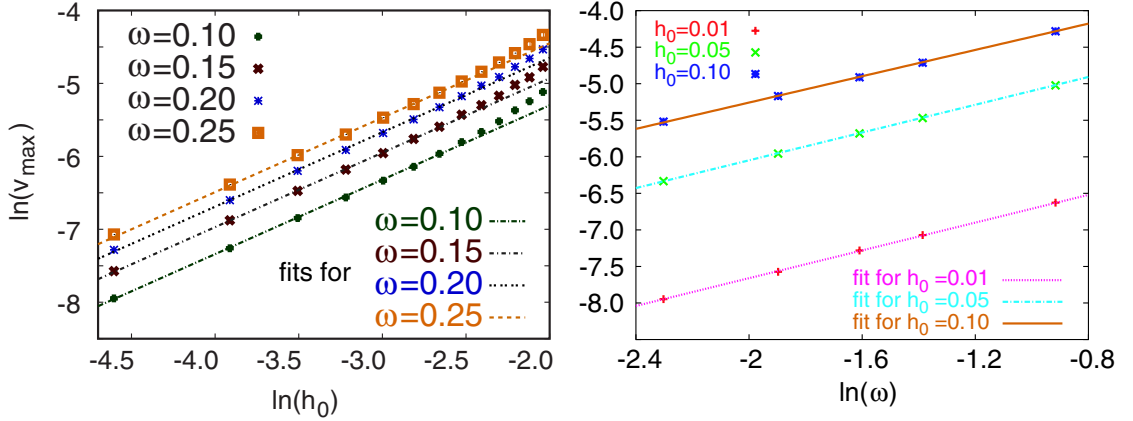 ω=0.10
ω=0.15
ω=0.20
ω=0.25
fits for
ω=0.10
ω=0.15
ω=0.20
ω=0.25
-4
-5
-6
-7
-8
ln(v_max)
-4.5 -4.0 -3.5 -3.0 -2.5 -2.0
ln(h_0)
h_0=0.01
h_0=0.05
h_0=0.10
fit for h_0 =0.01
fit for h_0 =0.05
fit for h_0 =0.10
-4.0
-4.5
-5.0
-5.5
-6.0
-6.5
-7.0
-7.5
-8.0
-2.4 -2 -1.6 -1.2 -0.8
ln(ω)